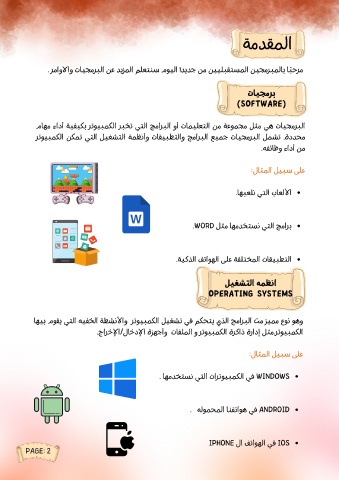 المقدمة
مرحبًا بالمبرمجين المستقبليين من جديد! اليوم سنتعلم المزيد عن البرمجيات والأوامر.
برمجيات
(SOFTWARE)
البرمجيات هي مثل مجموعة من التعليمات أو البرامج التي تخبر الكمبيوتر بكيفية أداء مهام
محددة. تشمل البرمجيات جميع البرامج والتطبيقات وأنظمة التشغيل التي تمكن الكمبيوتر
من أداء وظائفه.
على سبيل المثال:
• الألعاب التي نلعبها.
W
• برامج التي نستخدمها مثل WORD.
• التطبيقات المختلفة على الهواتف الذكية.
انظمه التشغيل
OPERATING SYSTEMS
وهو نوع مميز من البرامج الذي يتحكم في تشغيل الكمبيوتر والأنشطة الخفيه التي يقوم بيها
الكمبيوتر,مثل إدارة ذاكرة الكمبيوتر و الملفات وأجهزة الإدخال/الإخراج.
على سبيل المثال:
• WINDOWS في الكمبيوترات التي نستخدمها.
• ANDROID في هواتفنا المحموله .
• IOS في الهواتف ال IPHONE
PAGE: 2